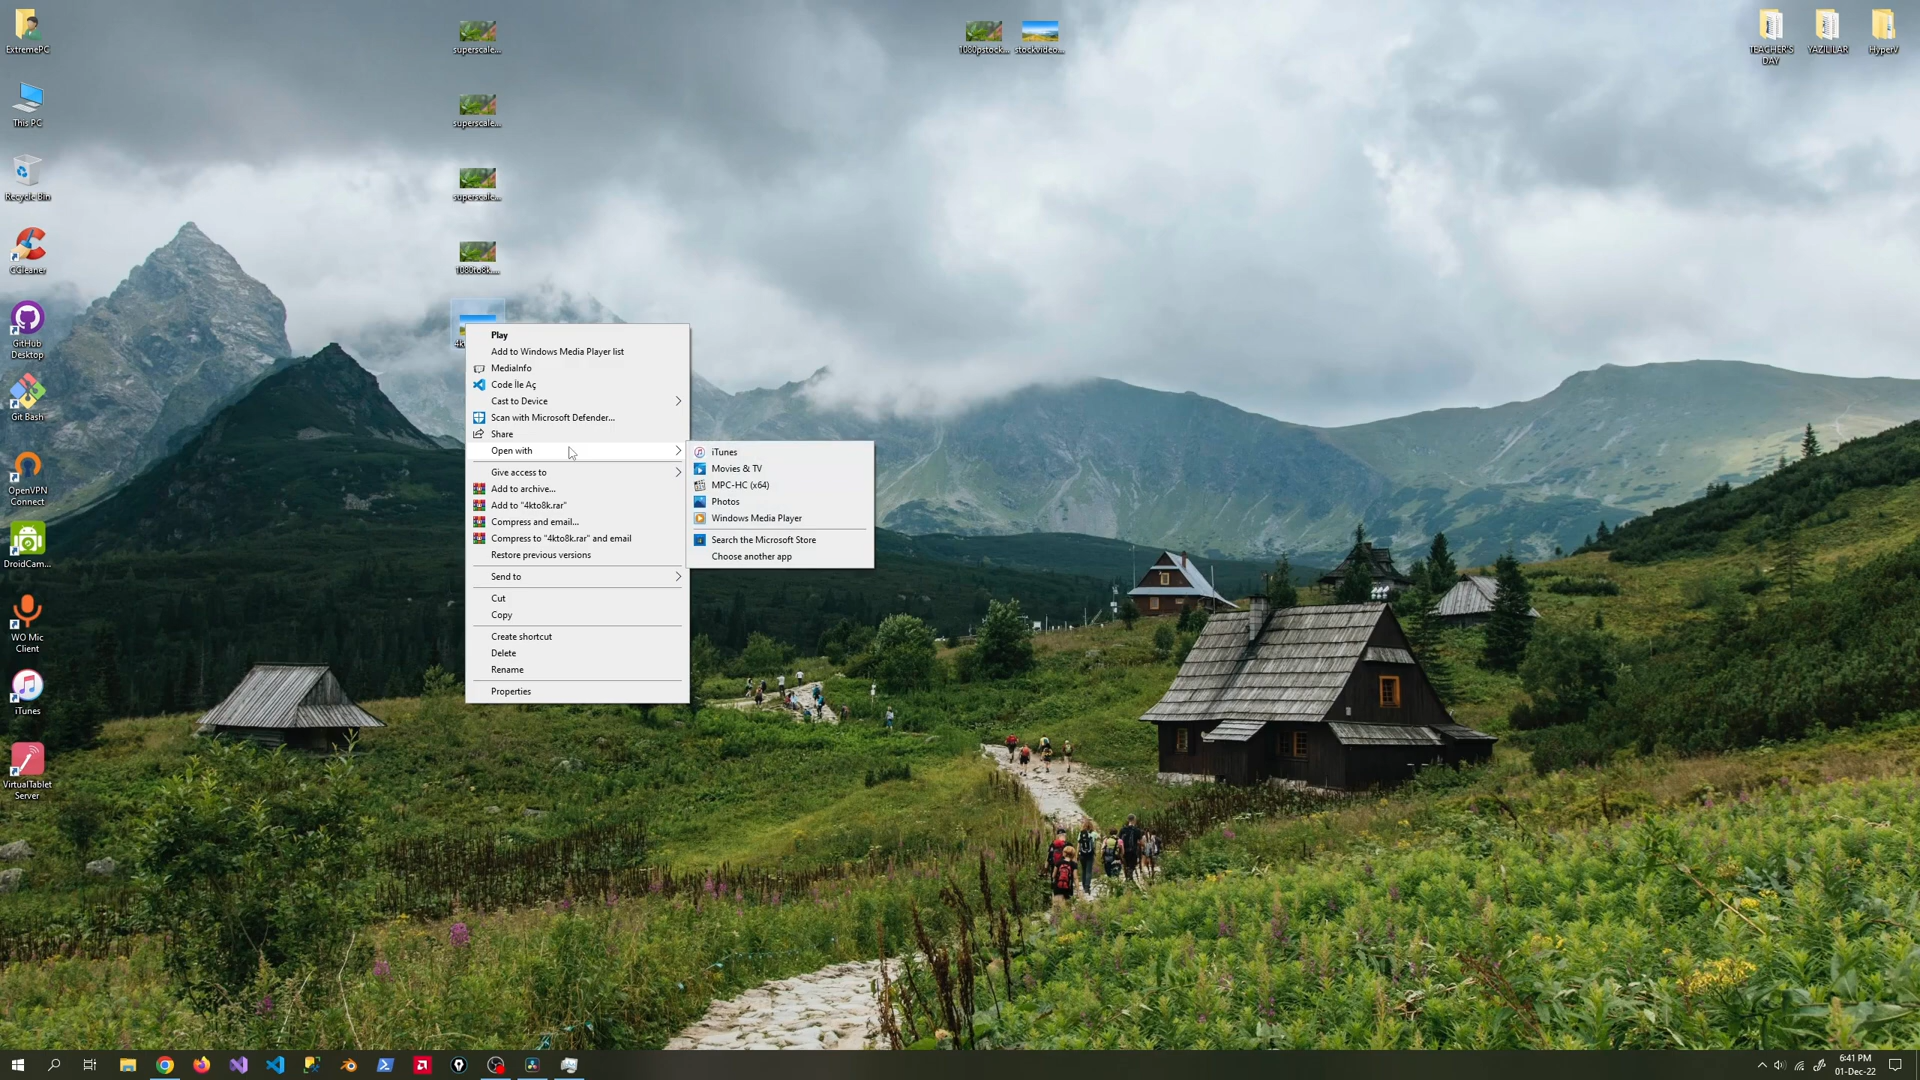 ExtremePC
This PC
Recycle Bin
CCleaner
GitHub
Desktop
Git Bash
OpenVPN
Connect
DroidCam...
WO Mic
Client
iTunes
VirtualTablet
Server
superscale...
superscale...
superscale...
1080to8k....
Play
Add to Windows Media Player list
MediaInfo
Code İle Aç
Cast to Device
Scan with Microsoft Defender...
Share
Open with
Give access to
Add to archive...
Add to "4kto8k.rar"
Compress and email...
Compress to "4kto8k.rar" and email
Restore previous versions
Send to
Cut
Copy
Create shortcut
Delete
Rename
Properties
iTunes
Movies & TV
MPC-HC (x64)
Photos
Windows Media Player
Search the Microsoft Store
Choose another app
1080pstock...
stockvideo...
TEACHER'S
DAY
YAZILILAR
HyperV
6:41 PM
01-Dec-22